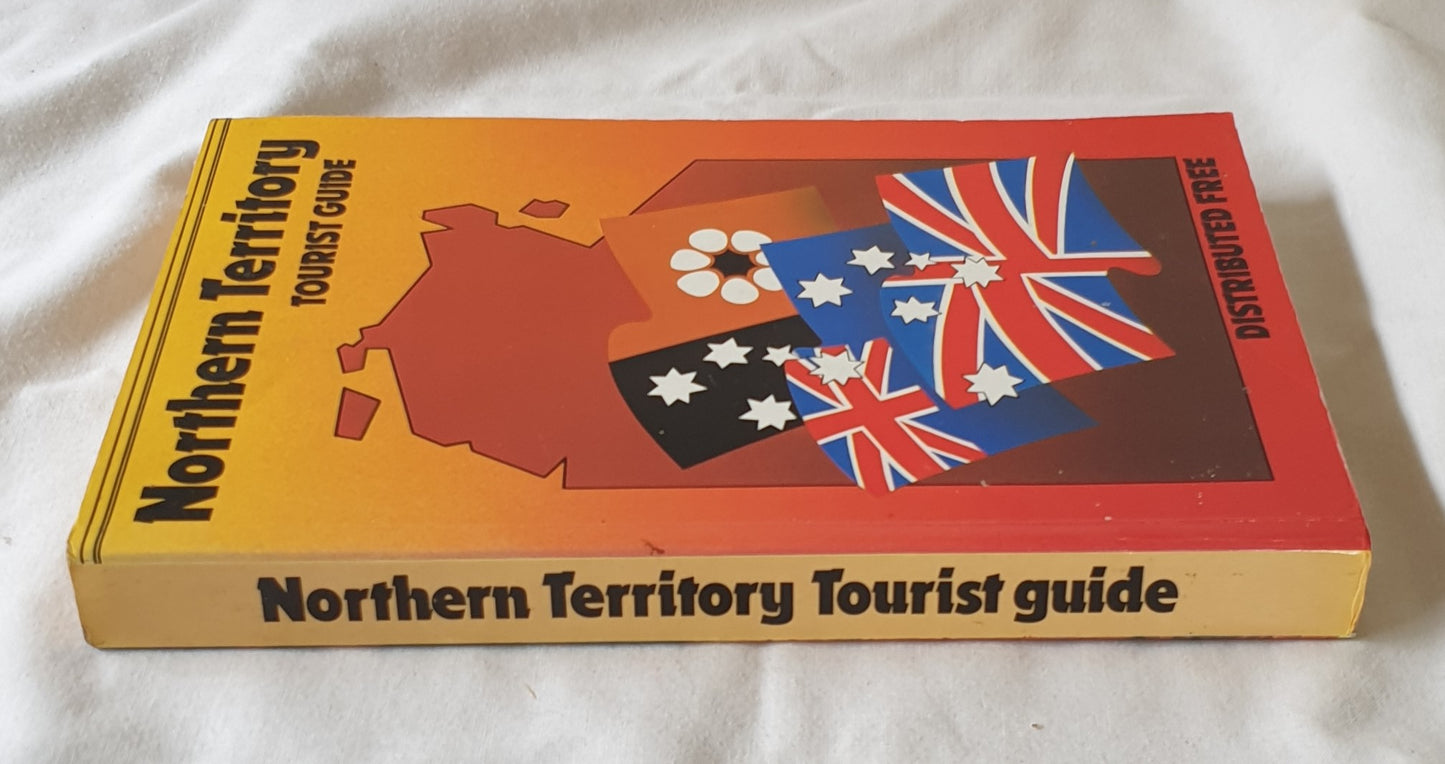 Northern Territory
TOURIST GUIDE
DISTRIBUTED FREE
Northern Territory Tourist guide